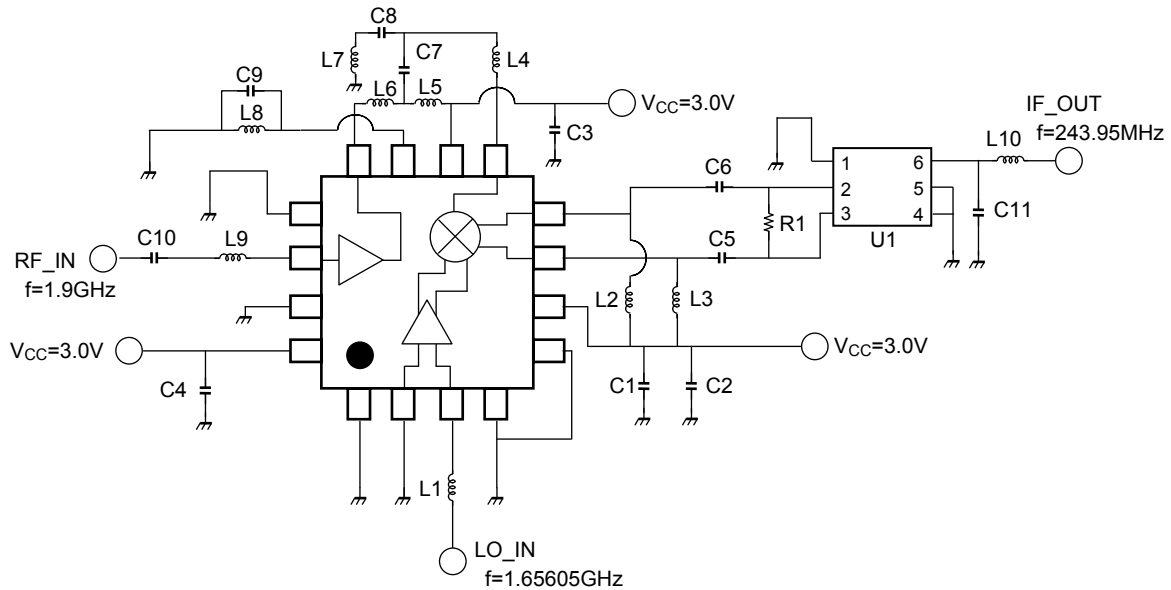 C8
L7
C7
L4
C9
L6
L5
L8
VCC=3.0V
C3
IF_OUT
f=243.95MHz
L10
C6
1
2
3
6
5
4
R1
U1
C11
C10
L9
RF_IN
f=1.9GHz
C5
L2
L3
VCC=3.0V
VCC=3.0V
C4
C1
C2
L1
LO_IN
f=1.65605GHz